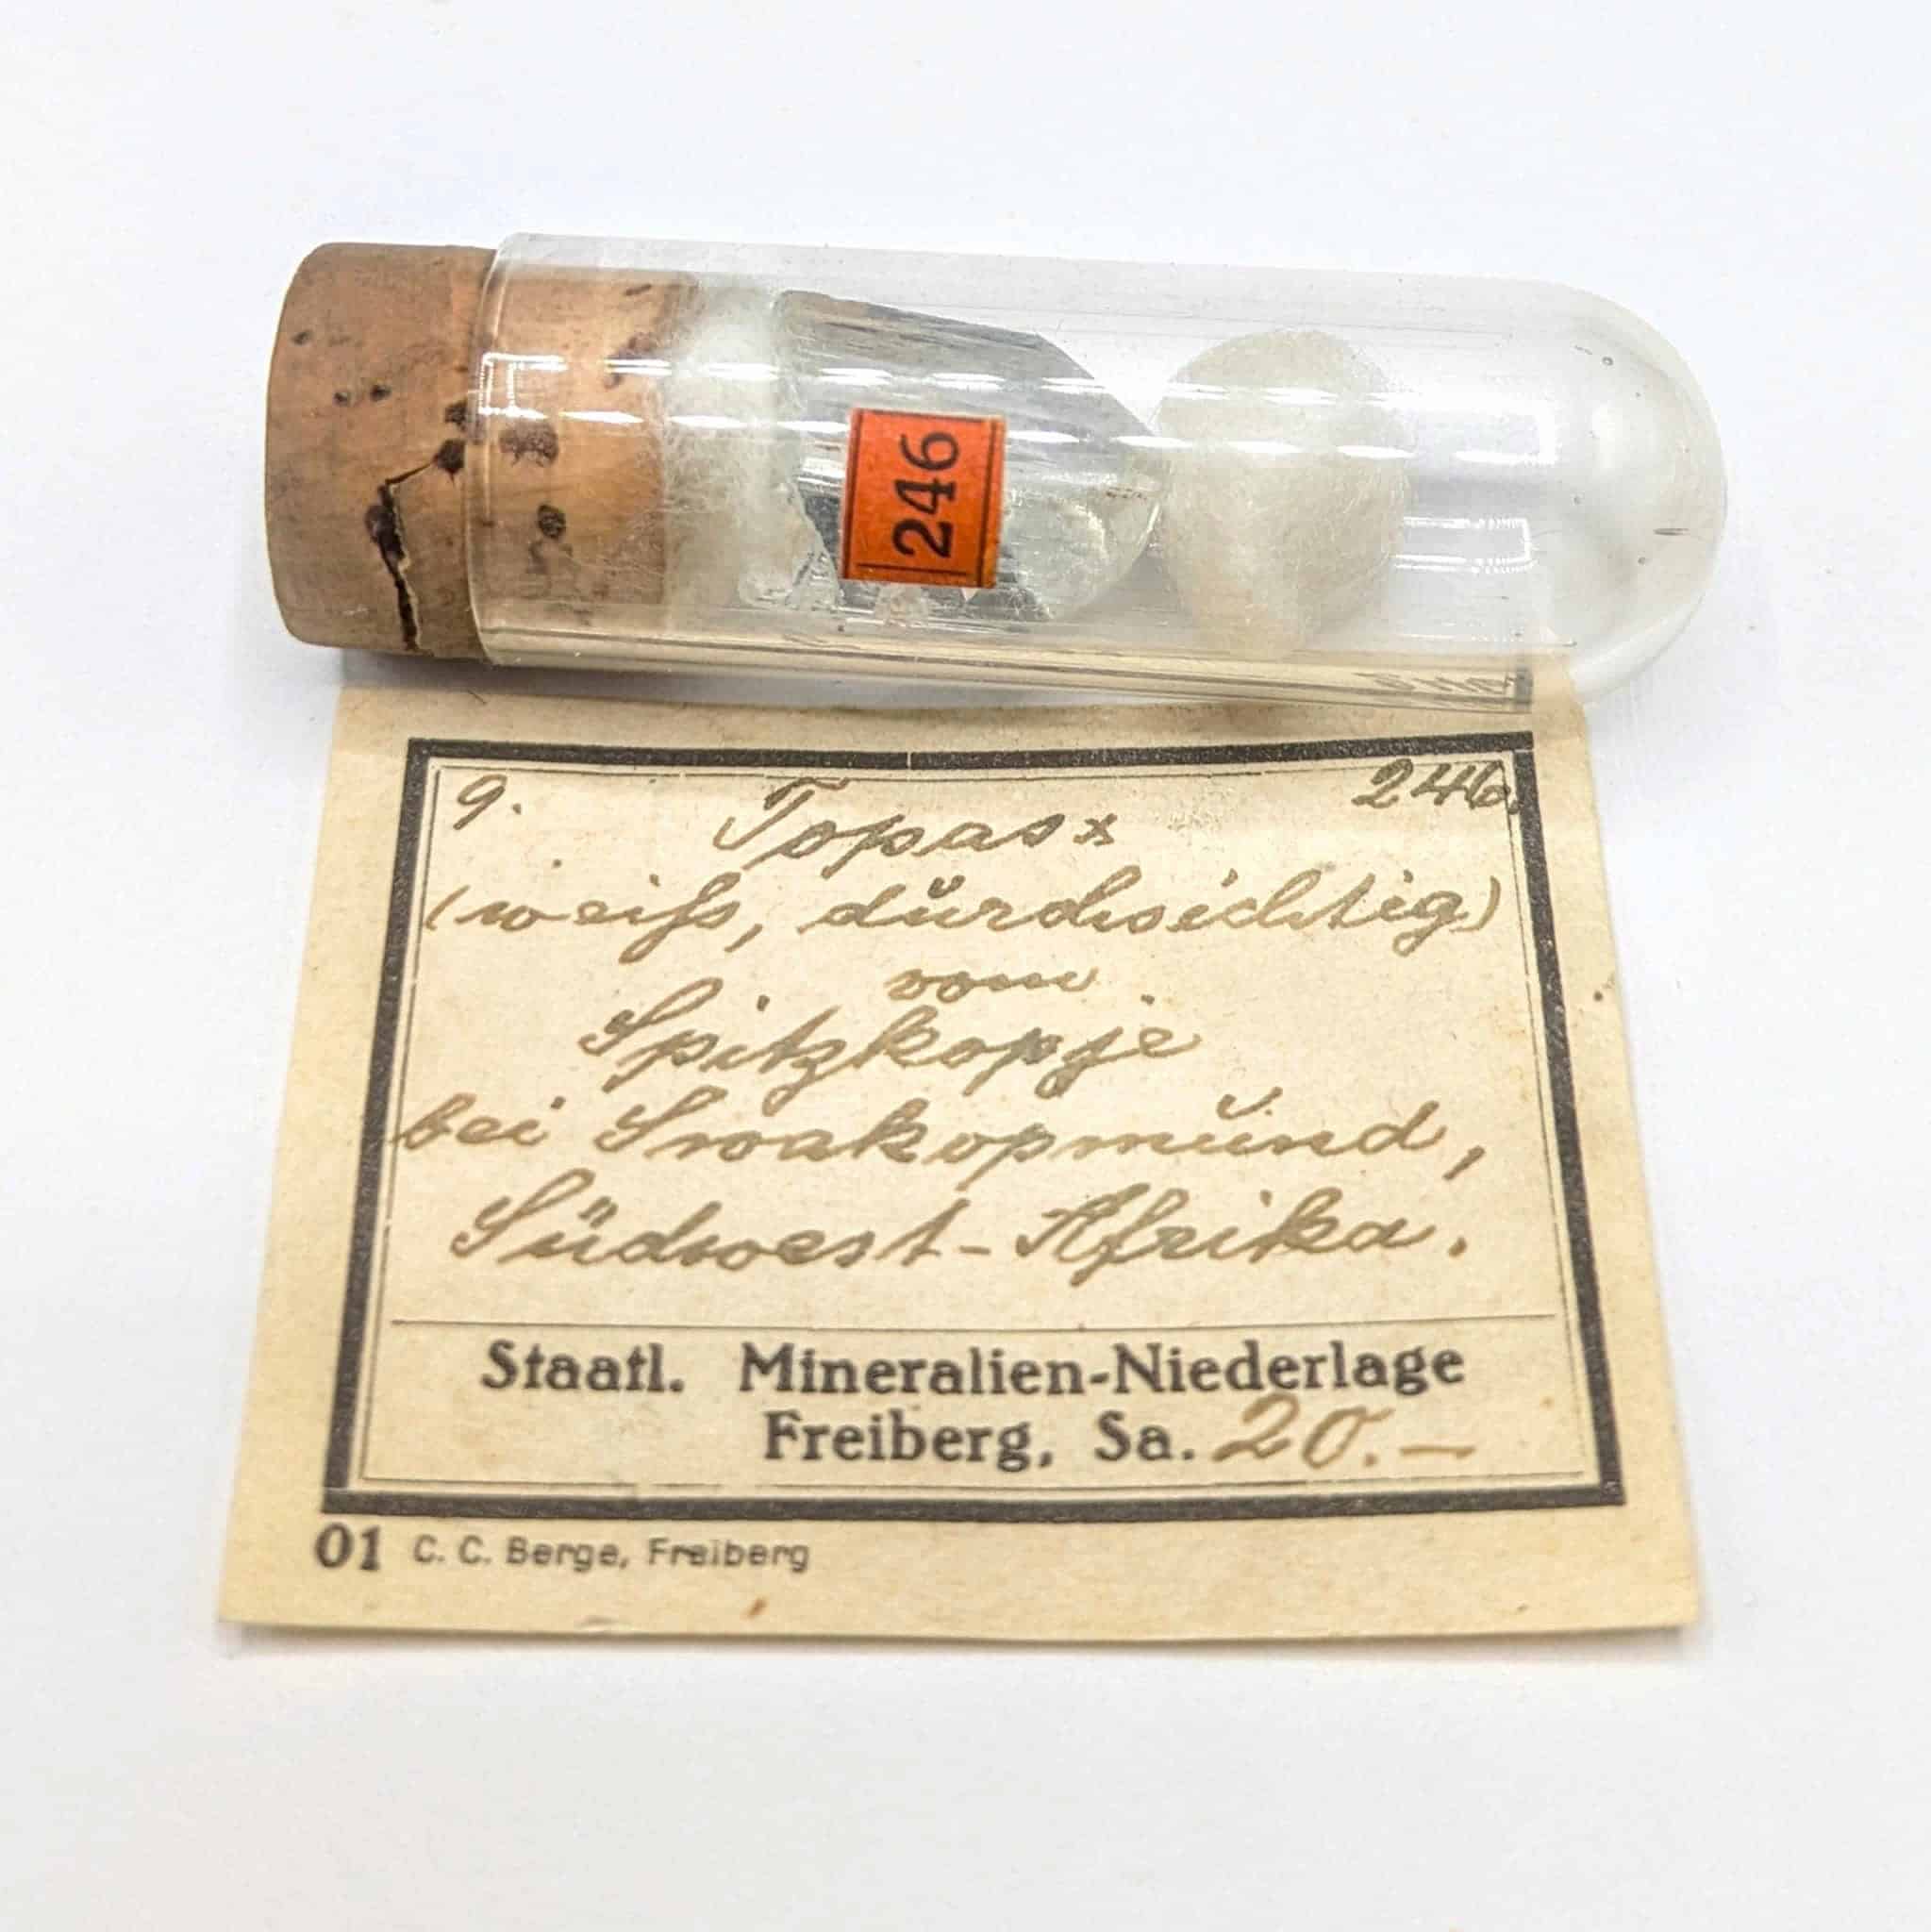 246
9. 246.
Topas x
(weiß, durchsichtig)
vom
Spitzkopje
bei Swakopmund,
Südwest-Afrika.
Staatl. Mineralien-Niederlage
Freiberg, Sa. 20.—
01 C. C. Berge, Freiberg